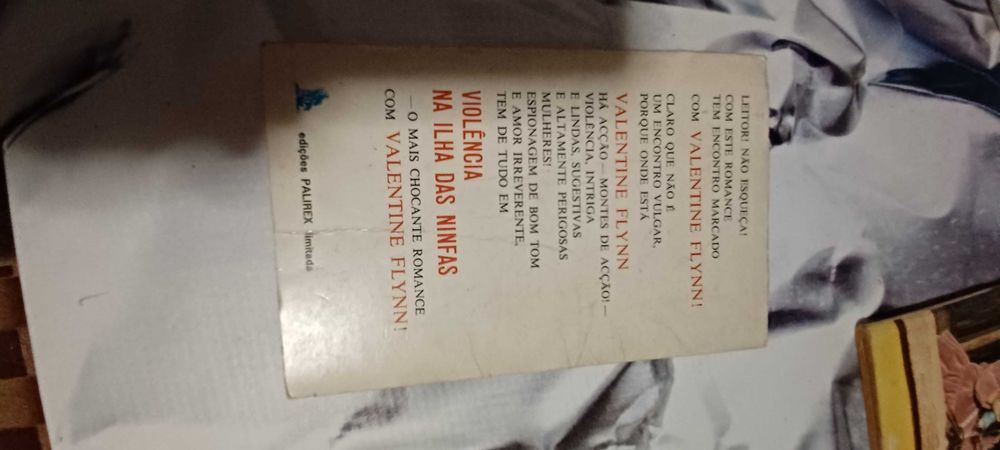 LEITOR! NÃO ESQUEÇA!
COM ESTE ROMANCE
TEM ENCONTRO MARCADO
COM VALENTINE FLYNN!
CLARO QUE NÃO É
UM ENCONTRO VULGAR,
PORQUE ONDE ESTÁ
VALENTINE FLYNN
HÁ ACÇÃO — MONTES DE ACÇÃO! —
VIOLÊNCIA, INTRIGA
E LINDAS, SUGESTIVAS
E ALTAMENTE PERIGOSAS
MULHERES!
ESPIONAGEM DE BOM TOM
E AMOR IRREVERENTE,
TEM DE TUDO EM
VIOLÊNCIA
NA ILHA DAS NINFAS
— O MAIS CHOCANTE ROMANCE
COM VALENTINE FLYNN!
edições PALIREX limitada